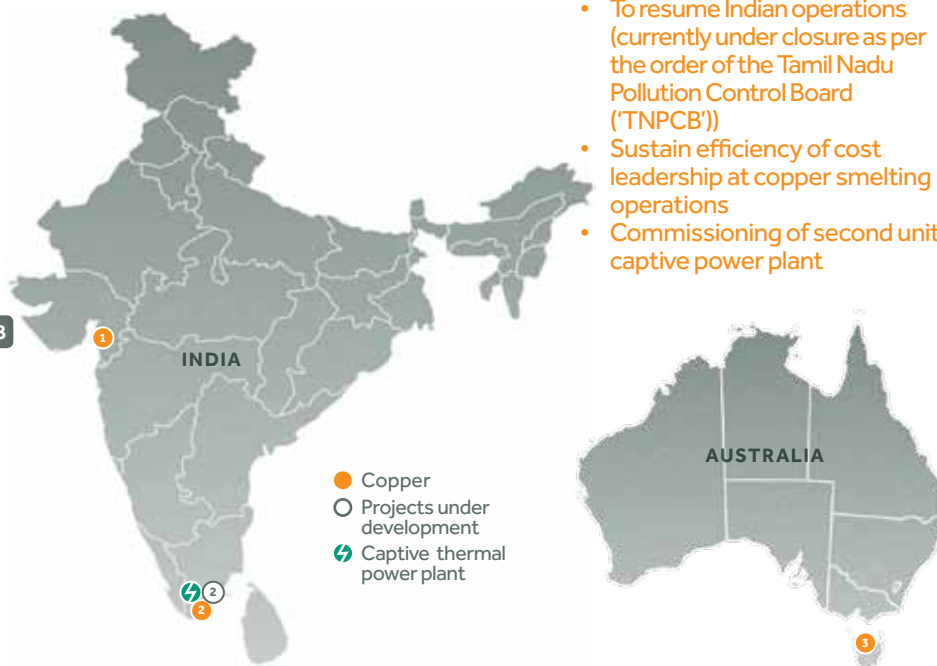 • To resume Indian operations
(currently under closure as per
the order of the Tamil Nadu
Pollution Control Board
(‘TNPCB’))
• Sustain efficiency of cost
leadership at copper smelting
operations
• Commissioning of second unit
captive power plant
1
INDIA
AUSTRALIA
Copper
Projects under
development
Captive thermal
power plant
2
2
3